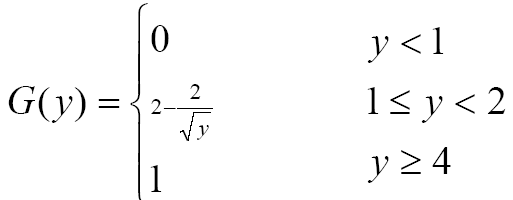 0 y < 1
G(y) = { 2 − 2/√y 1 ≤ y < 2
1 y ≥ 4